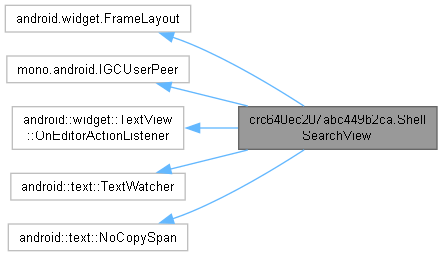 android.widget.FrameLayout
mono.android.IGCUserPeer
android::widget::TextView
::OnEditorActionListener
crc640ec207abc449b2ca.Shell
SearchView
android::text::TextWatcher
android::text::NoCopySpan